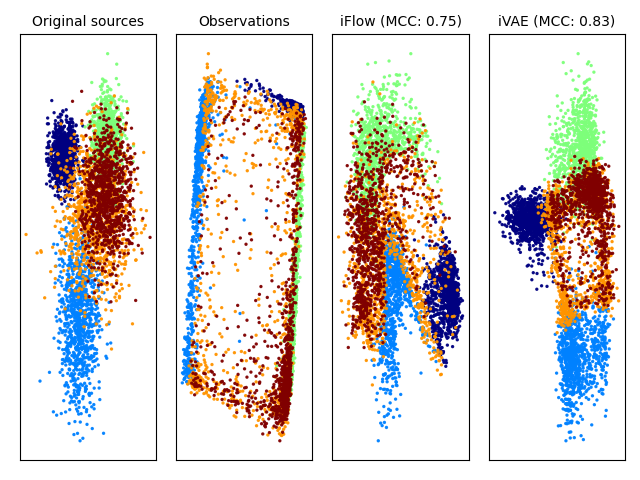 Original sources
Observations
iFlow (MCC: 0.75)
iVAE (MCC: 0.83)